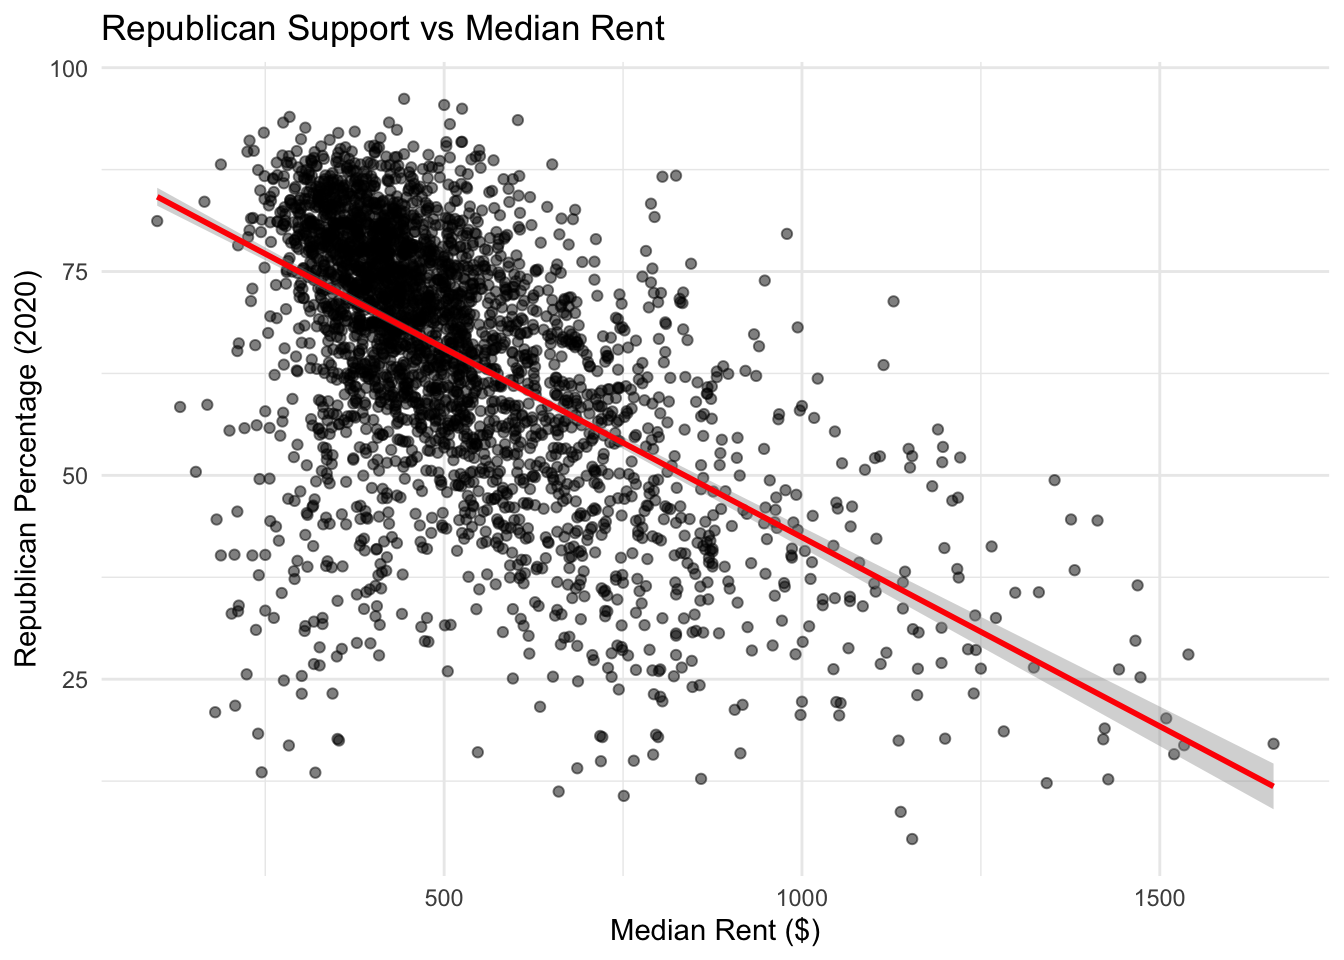 Republican Support vs Median Rent
100
75
50
25
Republican Percentage (2020)
500
1000
1500
Median Rent ($)